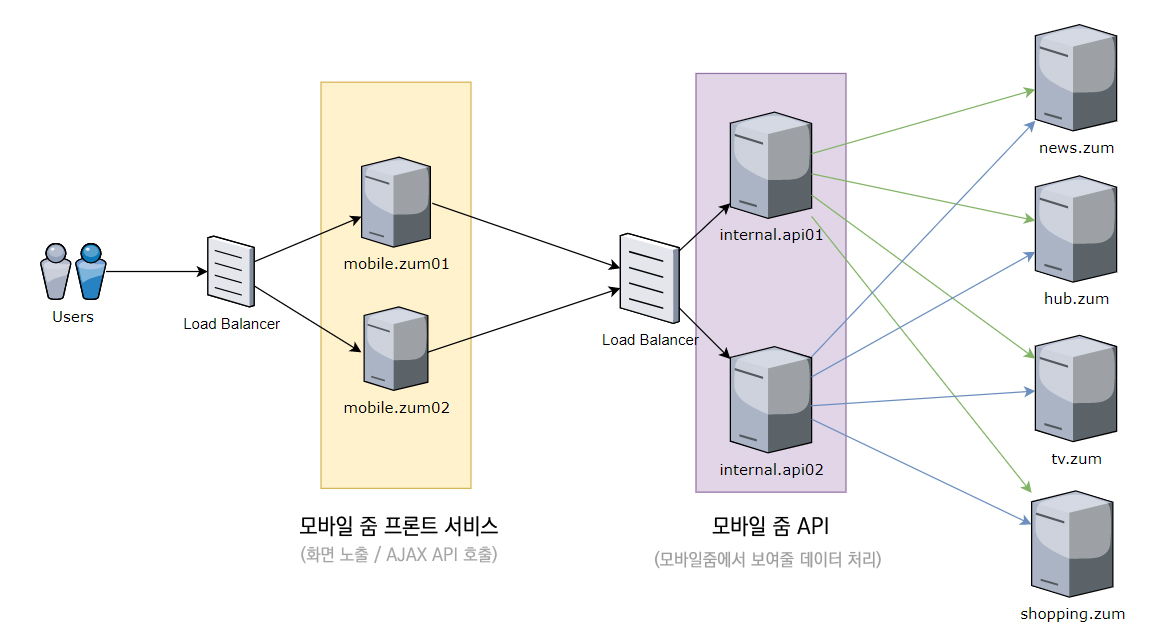 Users
Load Balancer
mobile.zum01
mobile.zum02
모바일 줌 프론트 서비스
(화면 노출 / AJAX API 호출)
Load Balancer
internal.api01
internal.api02
모바일 줌 API
(모바일줌에서 보여줄 데이터 처리)
news.zum
hub.zum
tv.zum
shopping.zum